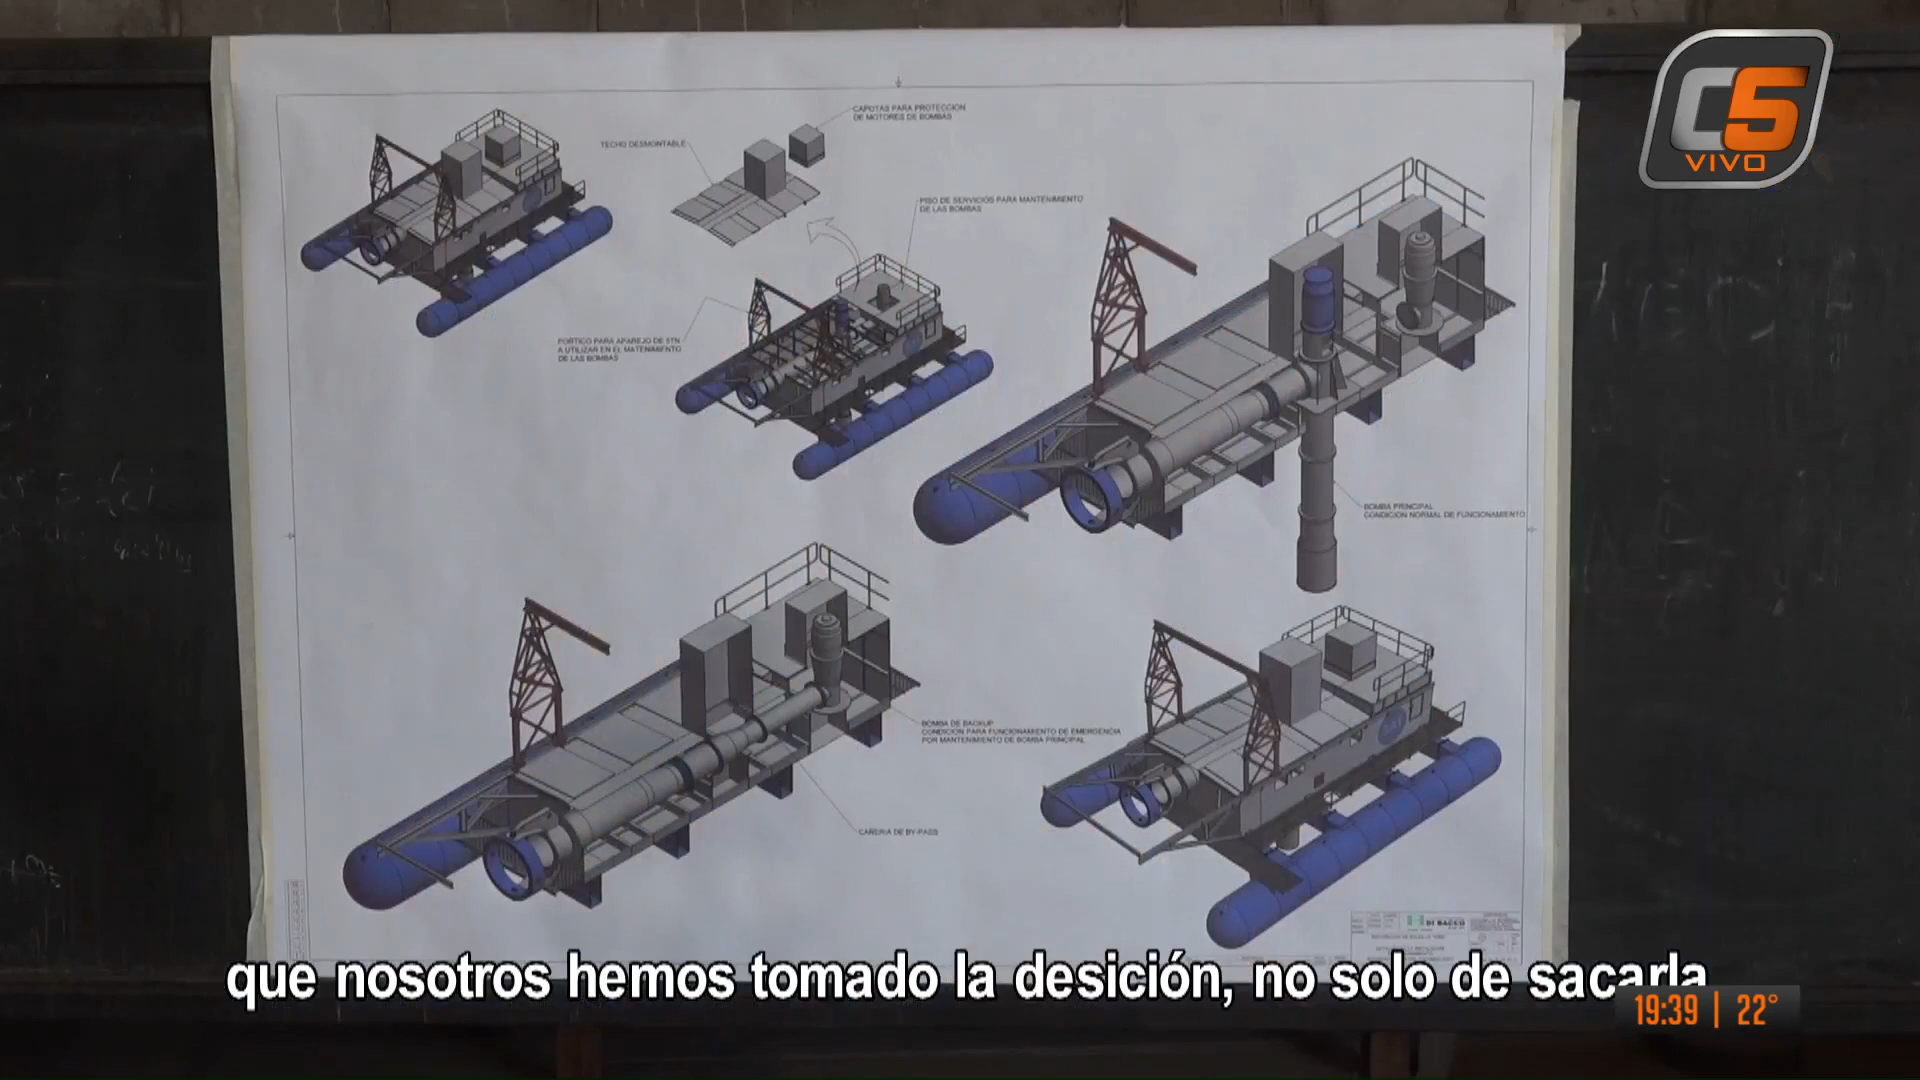 C5
VIVO
CAPOTAS PARA PROTECCION
DE MOTORES DE BOMBAS
TECHO DESMONTABLE
PISO DE SERVICIOS PARA MANTENIMIENTO
DE LAS BOMBAS
PORTICO PARA APAREJO DE 5TN
A UTILIZAR EN EL MATENIMIENTO
DE LAS BOMBAS
BOMBA PRINCIPAL
CONDICION NORMAL DE FUNCIONAMIENTO
BOMBA DE BACKUP
CONDICION PARA FUNCIONAMIENTO DE EMERGENCIA
POR MANTENIMIENTO DE BOMBA PRINCIPAL
CAÑERIA DE BY-PASS
DI BACCO
que nosotros hemos tomado la desición, no solo de sacarla
19:39 | 22°